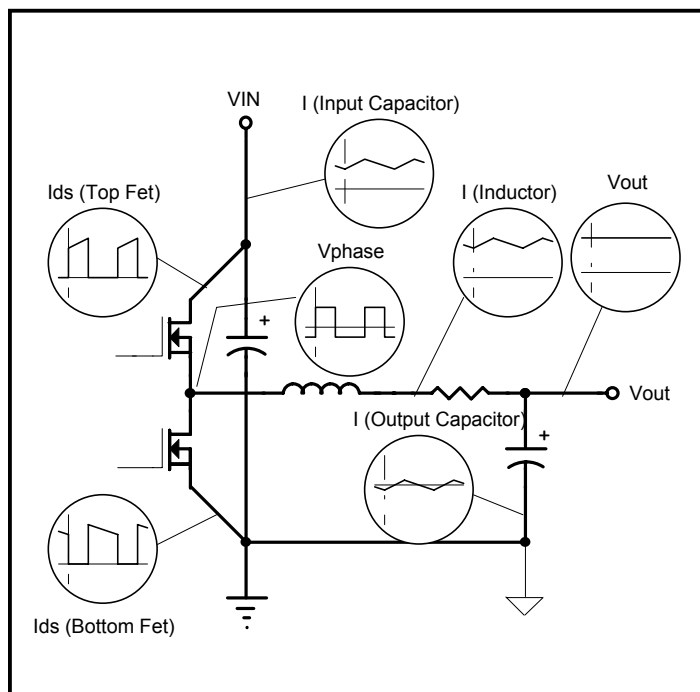 VIN
I (Input Capacitor)
Ids (Top Fet)
I (Inductor)
Vout
Vphase
+
Vout
I (Output Capacitor)
+
Ids (Bottom Fet)